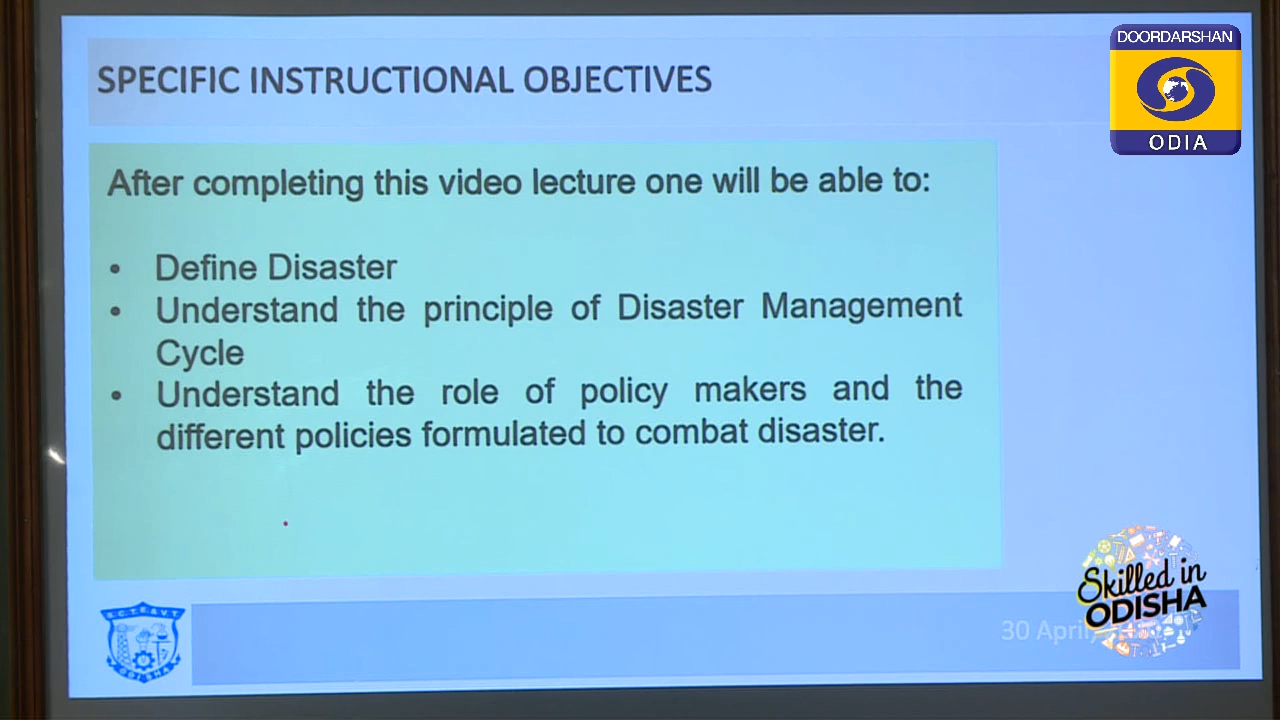 DOORDARSHAN
ODIA
SPECIFIC INSTRUCTIONAL OBJECTIVES
After completing this video lecture one will be able to:
• Define Disaster
• Understand the principle of Disaster Management
Cycle
• Understand the role of policy makers and the
different policies formulated to combat disaster.
S.C.T.E & V.T.
ODISHA
30 April
Skilled in
ODISHA